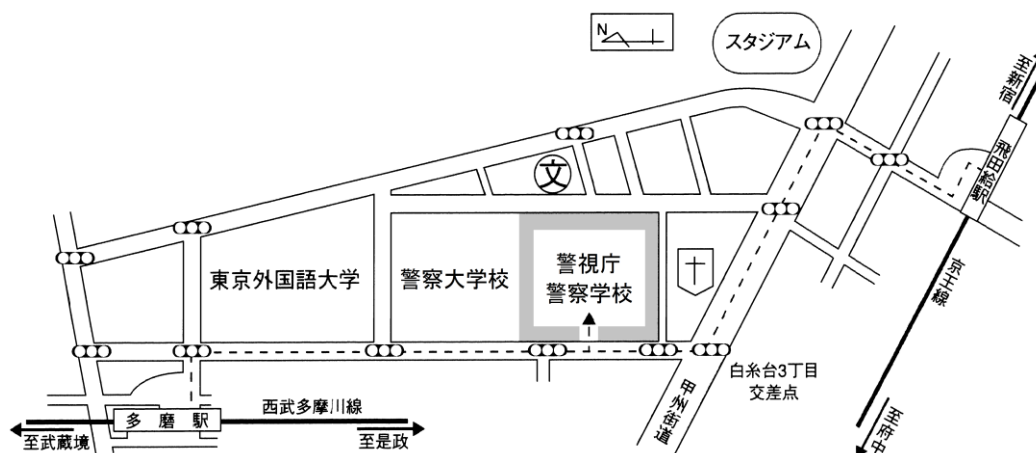 N
スタジアム
至新宿
飛田給駅
文
東京外国語大学
警察大学校
警視庁
警察学校
京王線
白糸台3丁目
交差点
甲州街道
西武多摩川線
多磨駅
至武蔵境
至是政
至府中